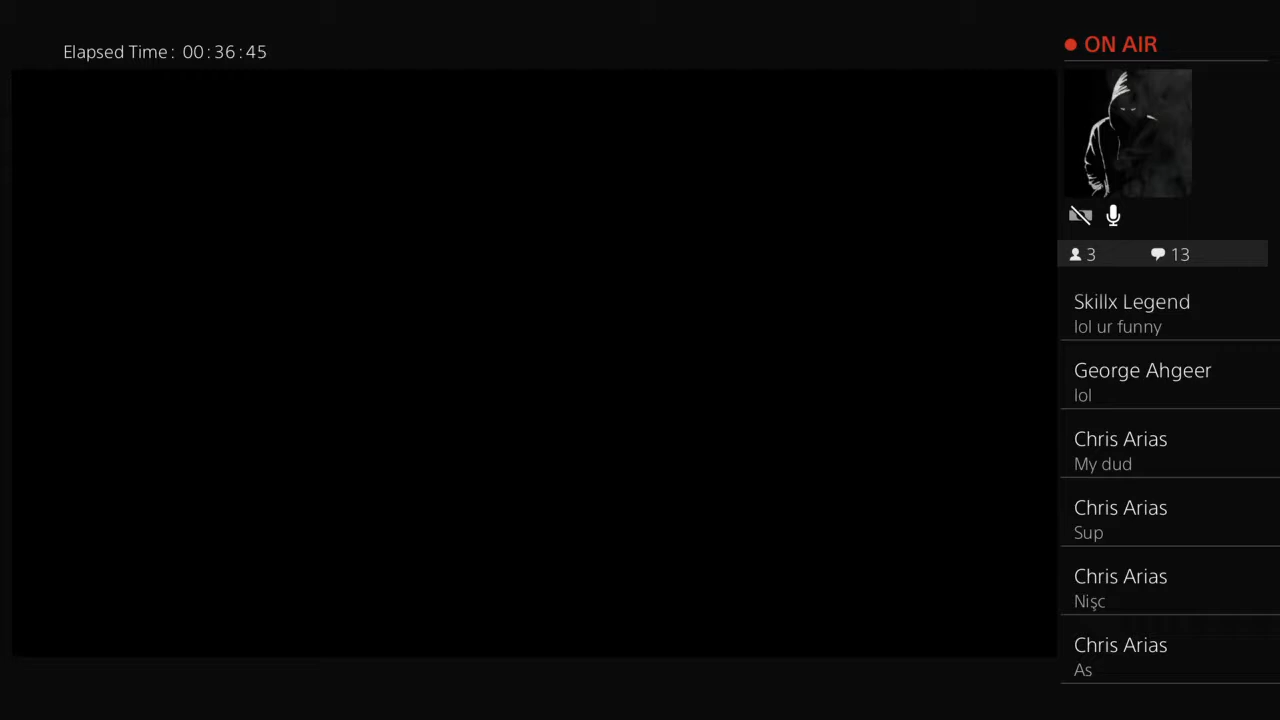 Elapsed Time: 00:36:45
ON AIR
3 13
Skillx Legend
lol ur funny
George Ahgeer
lol
Chris Arias
My dud
Chris Arias
Sup
Chris Arias
Nişc
Chris Arias
As